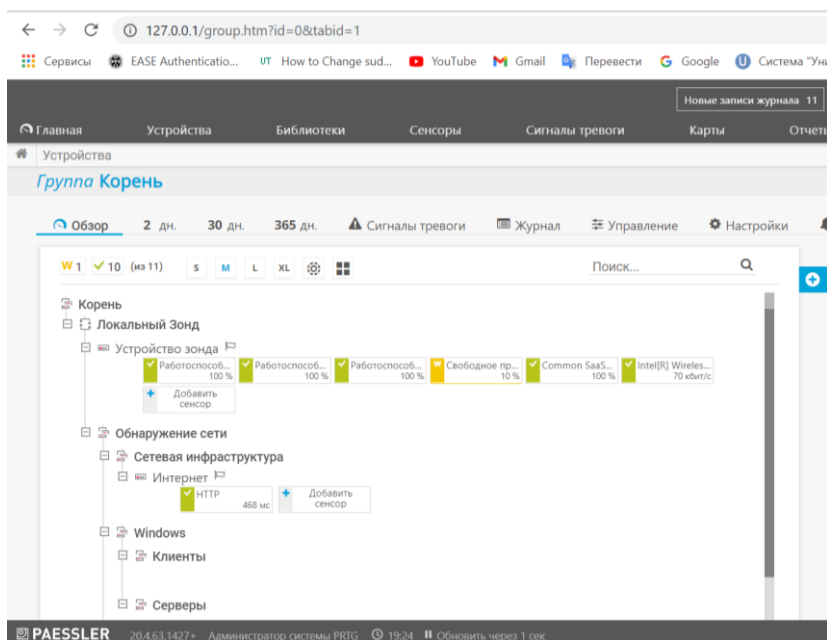 127.0.0.1/group.htm?id=0&tabid=1
Сервисы EASE Authenticatio... UT How to Change sud... YouTube Gmail Перевести Google Система "Уни
Новые записи журнала 11
Главная Устройства Библиотеки Сенсоры Сигналы тревоги Карты Отчеты
Устройства
Группа Корень
Обзор 2 дн. 30 дн. 365 дн. Сигналы тревоги Журнал Управление Настройки
W 1 10 (из 11) S M L XL Поиск...
Корень
Локальный Зонд
Устройство зонда
Работоспособ... Работоспособ... Работоспособ... W Свободное пр... Common SaaS... Intel[R] Wireles...
100 % 100 % 100 % 10 % 100 % 70 кбит/с
Добавить
сенсор
Обнаружение сети
Сетевая инфраструктура
Интернет
HTTP Добавить
468 мс сенсор
Windows
Клиенты
Серверы
PAESSLER 20.4.63.1427+ Администратор системы PRTG 19:24 Обновить через 1 сек